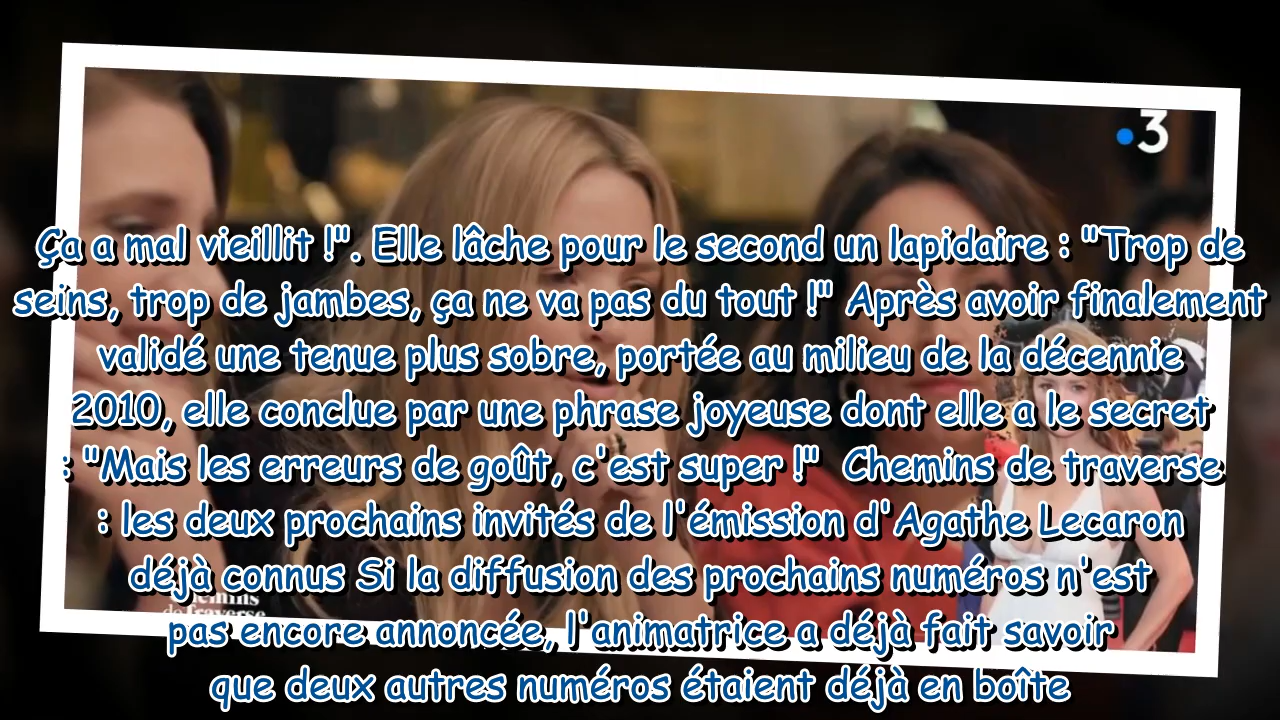 3
Ça a mal vieillit !". Elle lâche pour le second un lapidaire : "Trop de
seins, trop de jambes, ça ne va pas du tout !" Après avoir finalement
validé une tenue plus sobre, portée au milieu de la décennie
2010, elle conclue par une phrase joyeuse dont elle a le secret
: "Mais les erreurs de goût, c'est super !"  Chemins de traverse
: les deux prochains invités de l'émission d'Agathe Lecaron
déjà connus Si la diffusion des prochains numéros n'est
de traverse
pas encore annoncée, l'animatrice a déjà fait savoir
que deux autres numéros étaient déjà en boîte